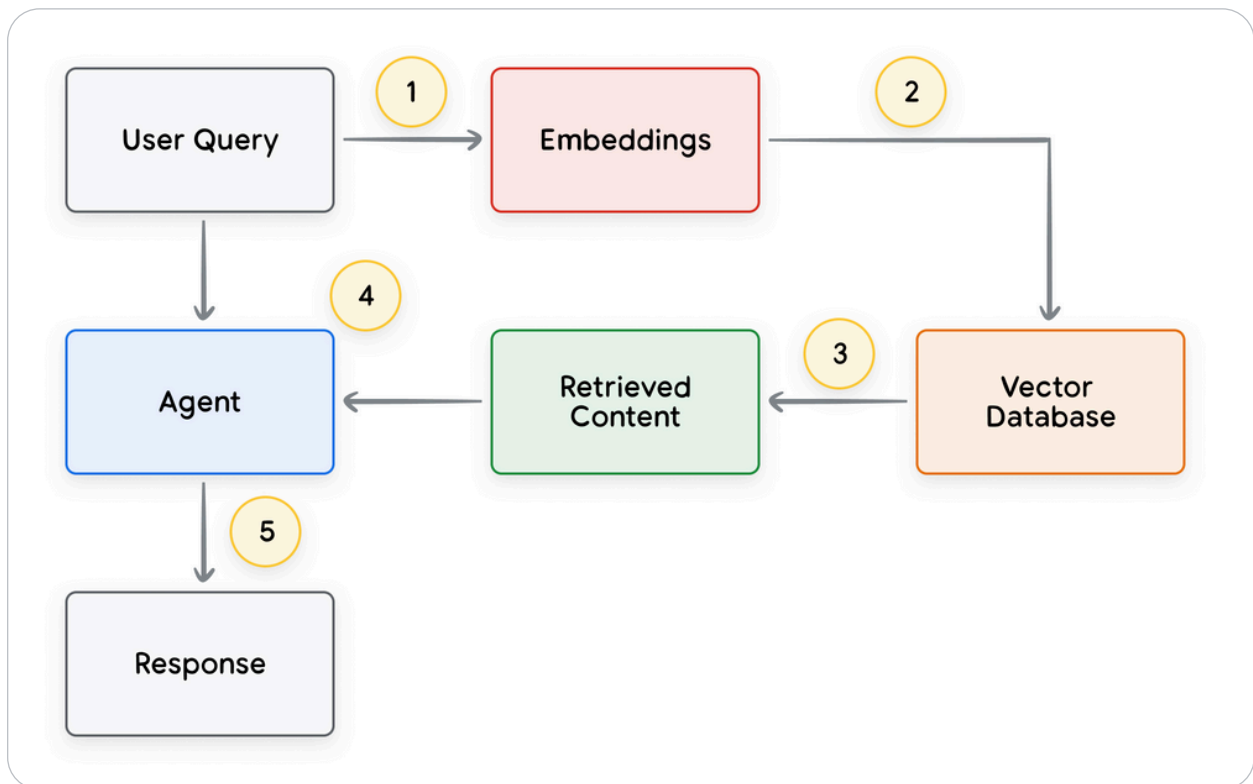 1
2
User Query
Embeddings
4
3
Agent
Retrieved
Content
Vector
Database
5
Response